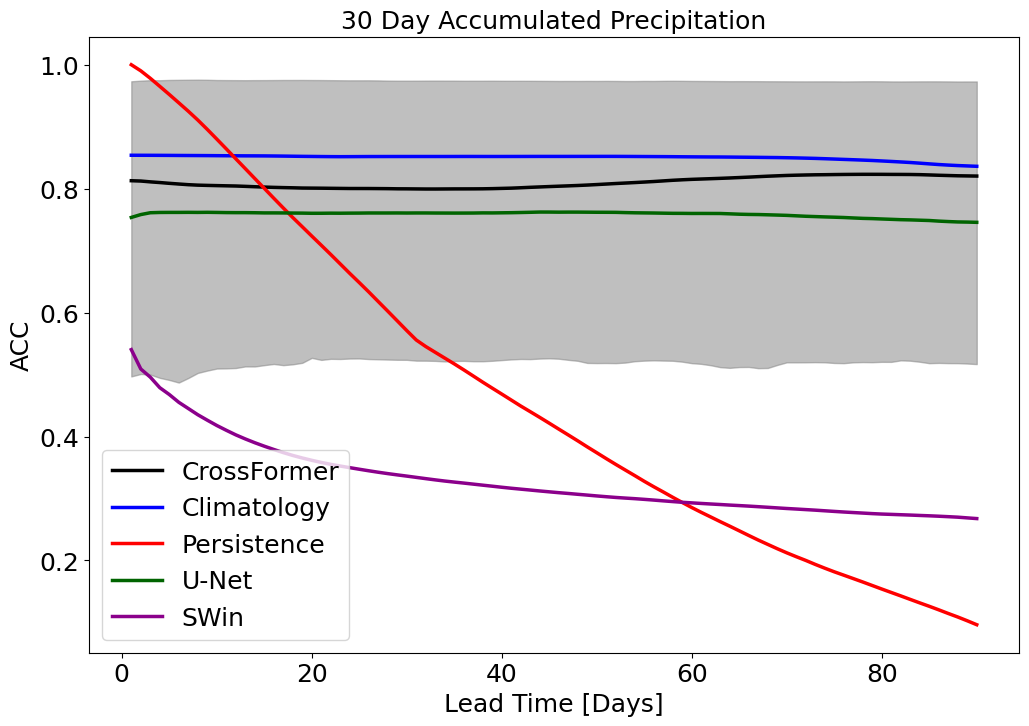 30 Day Accumulated Precipitation
1.0
0.8
0.6
0.4
0.2
ACC
CrossFormer
Climatology
Persistence
U-Net
SWin
0 20 40 60 80
Lead Time [Days]